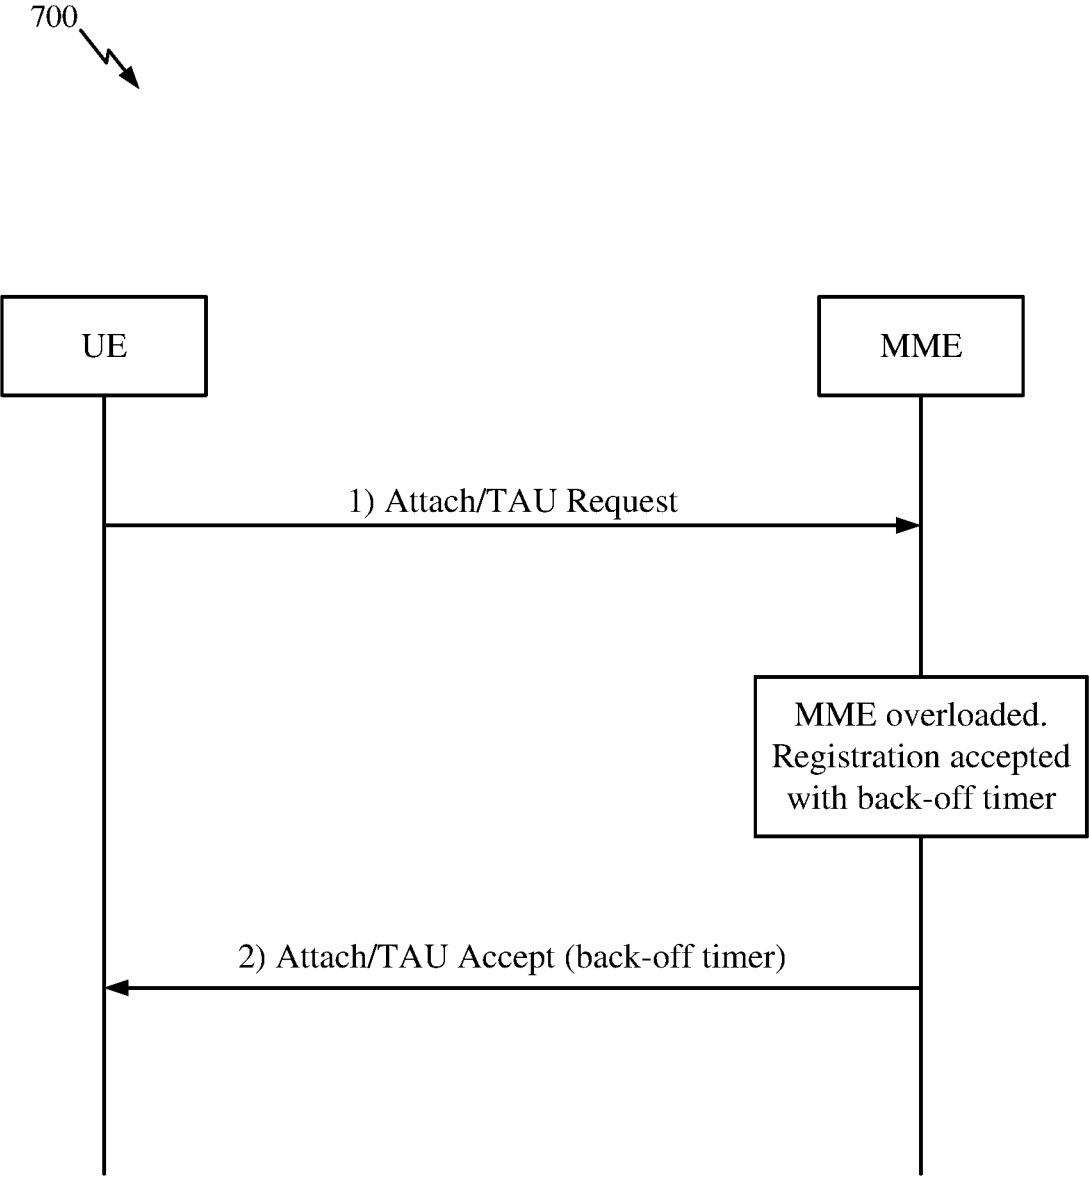 700
UE
MME
1) Attach/TAU Request
MME overloaded.
Registration accepted
with back-off timer
2) Attach/TAU Accept (back-off timer)